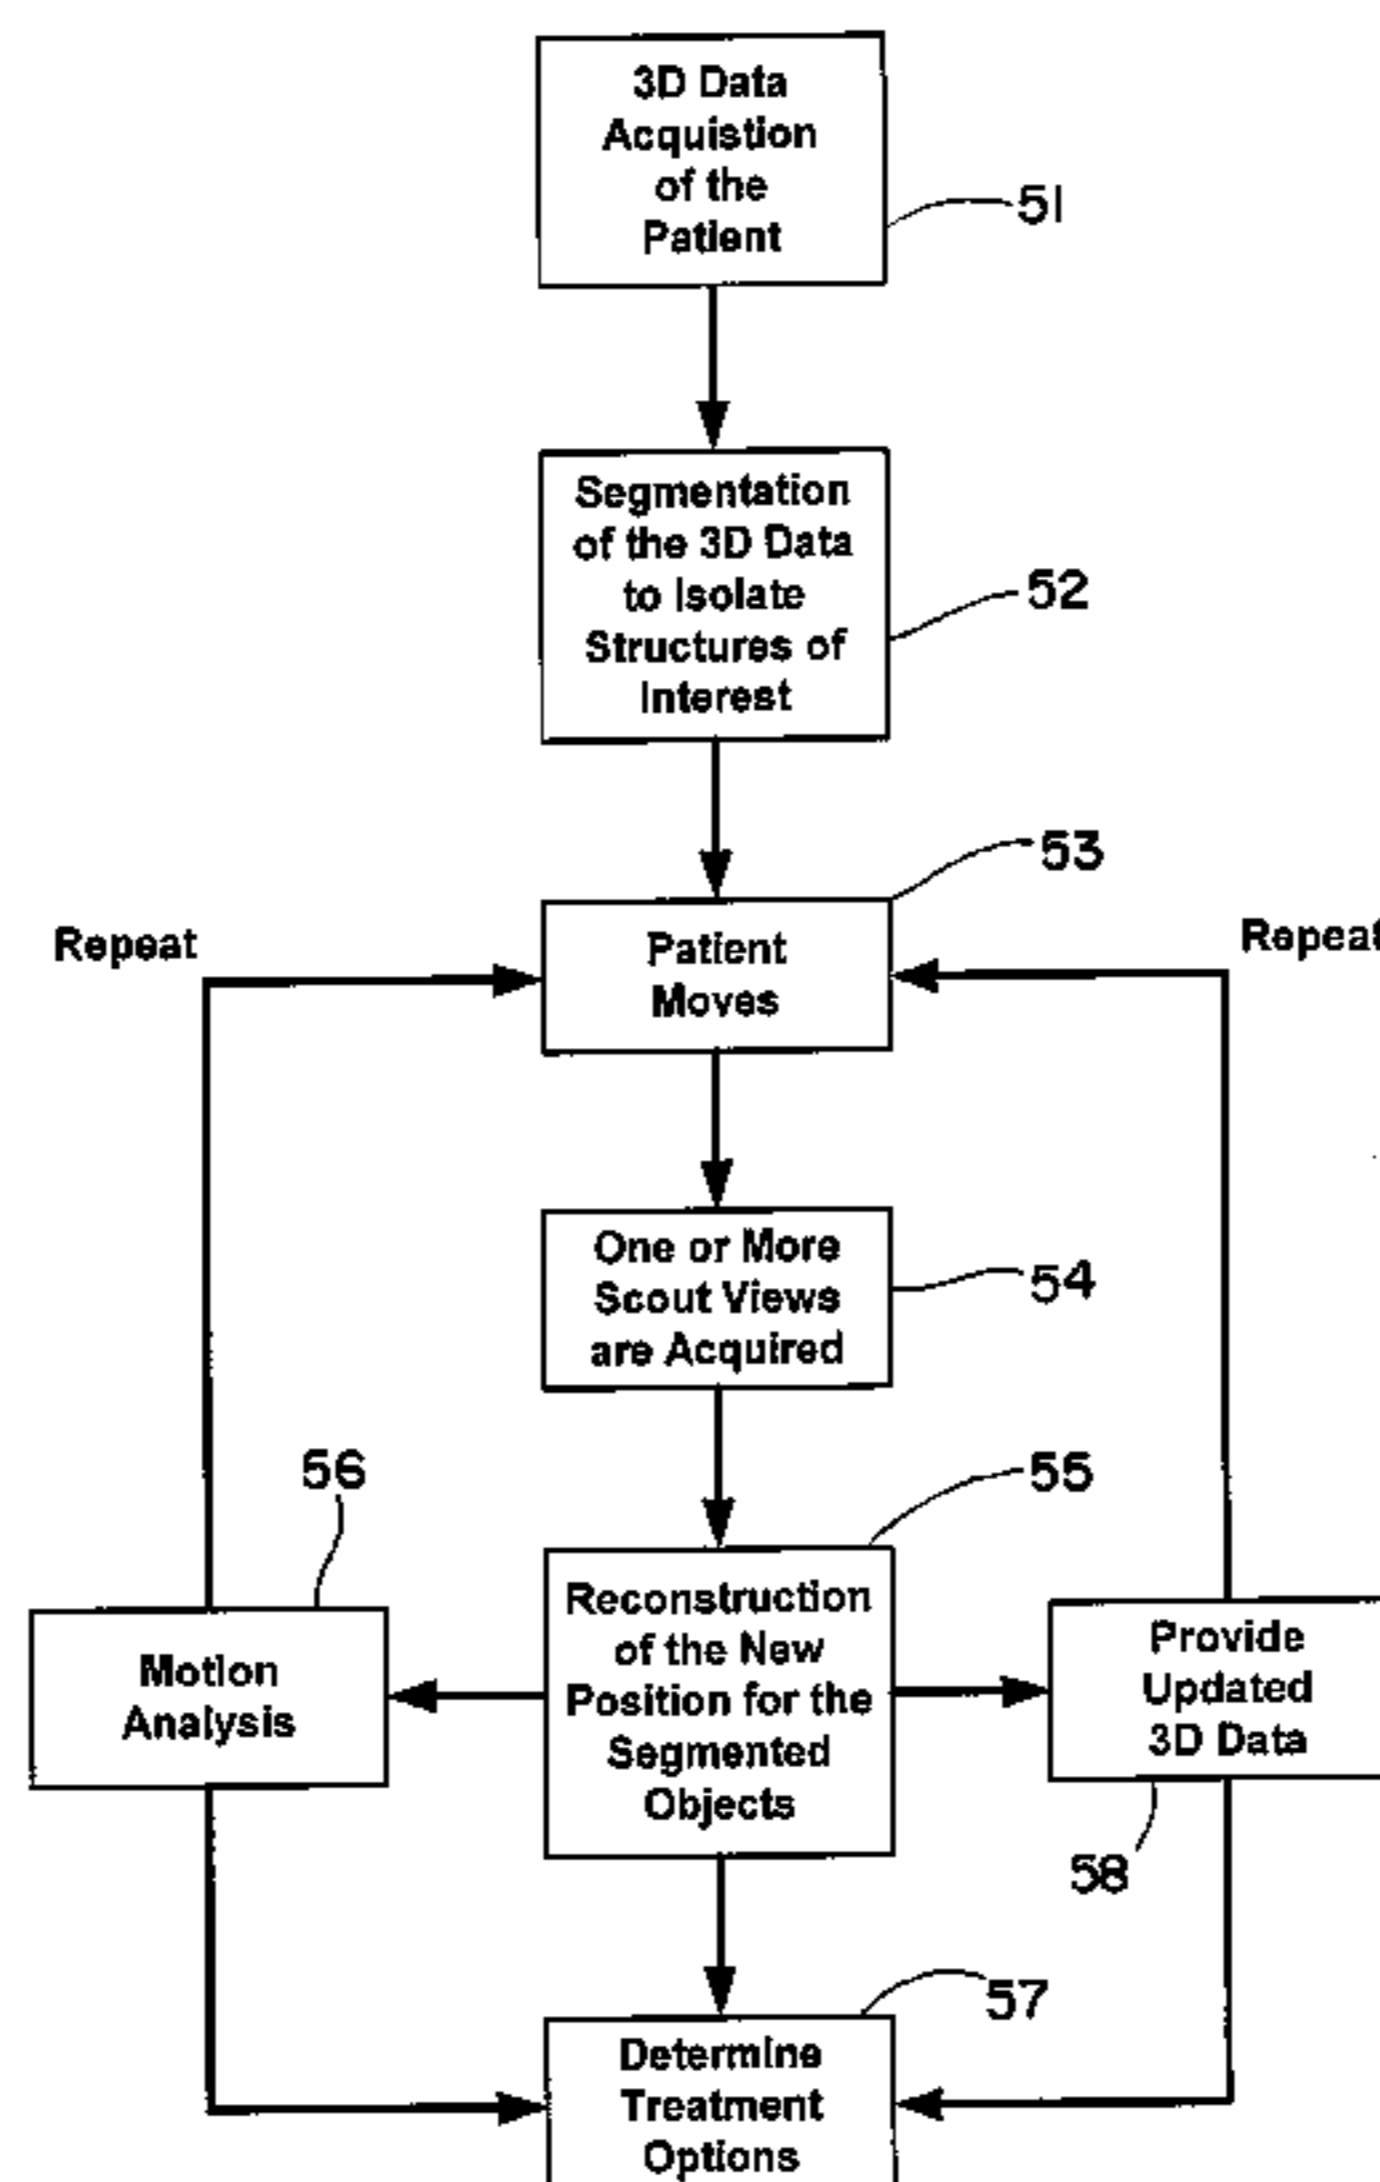 3D Data
Acquistion
of the
Patient
51
Segmentation
of the 3D Data
to Isolate
Structures of
Interest
52
53
Repeat
Patient
Moves
Repeat
One or More
Scout Views
are Acquired
54
56
55
Reconstruction
of the New
Position for the
Segmented
Objects
Motion
Analysis
Provide
Updated
3D Data
58
57
Determine
Treatment
Options